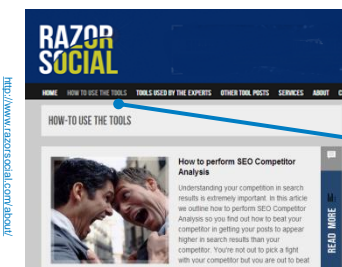 RAZOR
SOCIAL
HOME HOW TO USE THE TOOLS TOOLS USED BY THE EXPERTS OTHER TOOL POSTS SERVICES ABOUT C
HOW-TO USE THE TOOLS
How to perform SEO Competitor
Analysis
Understanding your competition in search
results is extremely important. In this article
we outline how to perform SEO Competitor
Analysis so you find out how to beat your
competitor in getting your posts to appear
higher in search results than your
competitor. You're not out to pick a fight
with your competitor but you are out to beat
READ MORE
http://www.razorsocial.com/about/